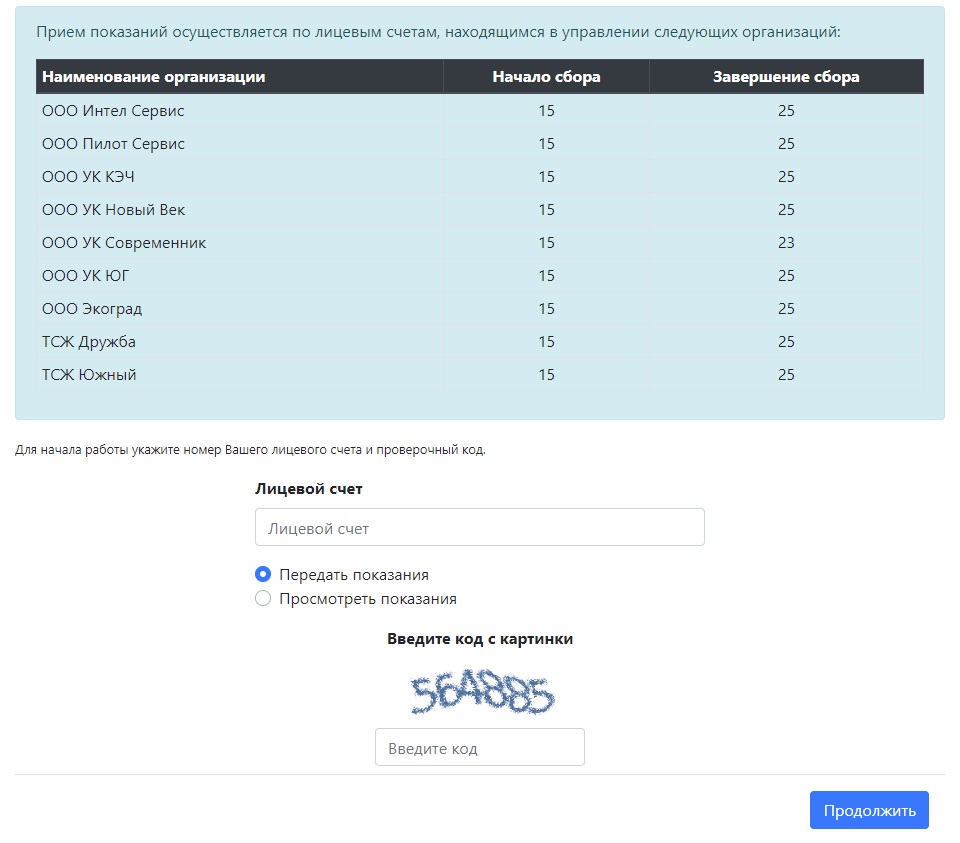 Прием показаний осуществляется по лицевым счетам, находящимся в управлении следующих организаций:
Наименование организации Начало сбора Завершение сбора
ООО Интел Сервис 15 25
ООО Пилот Сервис 15 25
ООО УК КЭЧ 15 25
ООО УК Новый Век 15 25
ООО УК Современник 15 23
ООО УК ЮГ 15 25
ООО Экоград 15 25
ТСЖ Дружба 15 25
ТСЖ Южный 15 25
Для начала работы укажите номер Вашего лицевого счета и проверочный код.
Лицевой счет
Лицевой счет
Передать показания
Просмотреть показания
Введите код с картинки
564885
Введите код
Продолжить